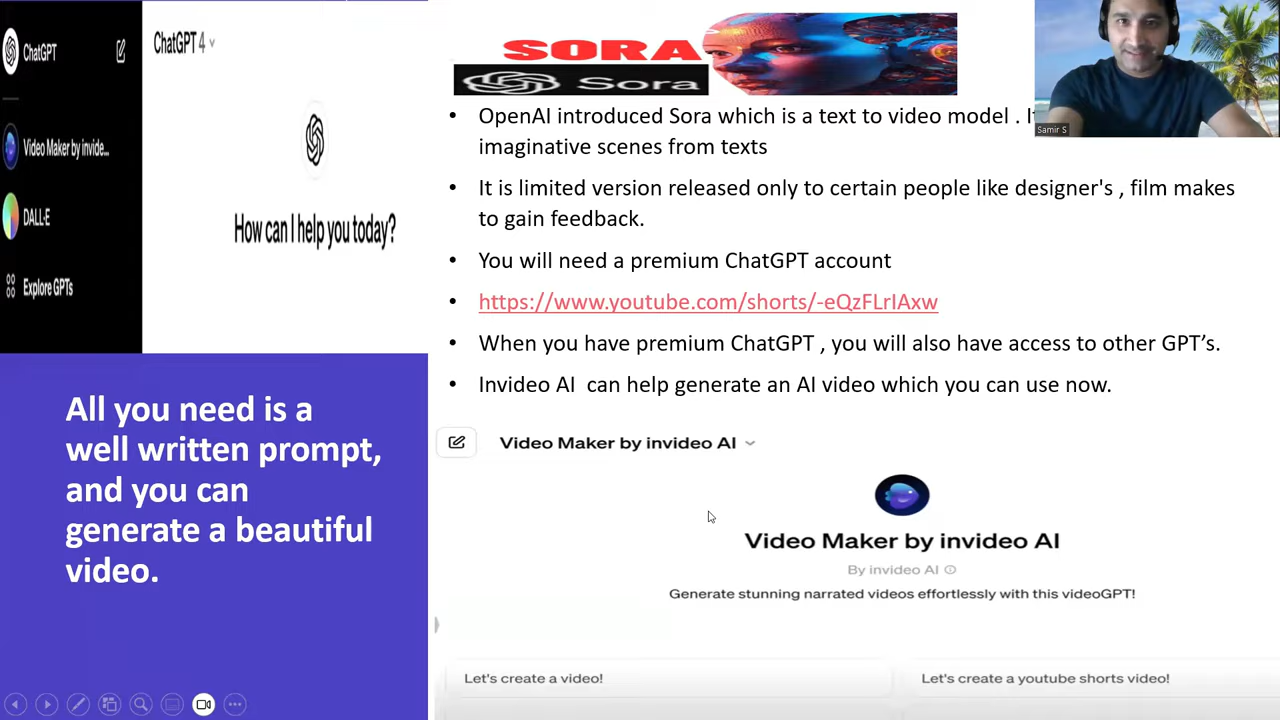 ChatGPT
Video Maker by invide...
DALL·E
Explore GPTs
ChatGPT 4
How can I help you today?
All you need is a
well written prompt,
and you can
generate a beautiful
video.
SORA
Sora
• OpenAI introduced Sora which is a text to video model .
imaginative scenes from texts
• It is limited version released only to certain people like designer's , film makes
to gain feedback.
• You will need a premium ChatGPT account
• https://www.youtube.com/shorts/-eQzFLrIAxw
• When you have premium ChatGPT , you will also have access to other GPT’s.
• Invideo AI  can help generate an AI video which you can use now.
Samir S
Video Maker by invideo AI
Video Maker by invideo AI
By invideo AI
Generate stunning narrated videos effortlessly with this videoGPT!
Let's create a video!
Let's create a youtube shorts video!